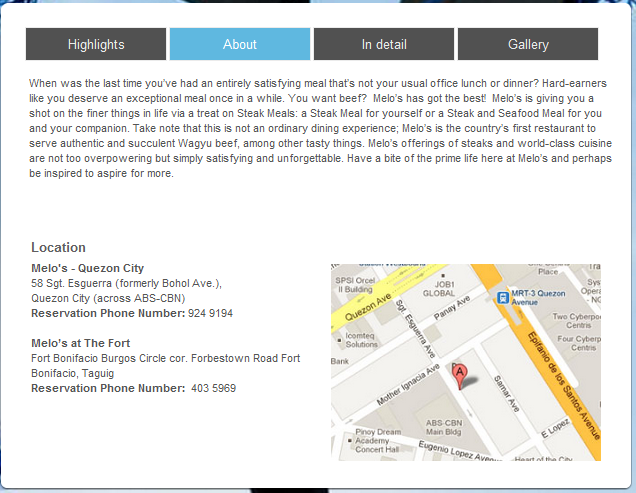 Highlights
About
In detail
Gallery
When was the last time you've had an entirely satisfying meal that's not your usual office lunch or dinner? Hard-earners
like you deserve an exceptional meal once in a while. You want beef?  Melo's has got the best!  Melo's is giving you a
shot on the finer things in life via a treat on Steak Meals: a Steak Meal for yourself or a Steak and Seafood Meal for you
and your companion. Take note that this is not an ordinary dining experience; Melo's is the country's first restaurant to
serve authentic and succulent Wagyu beef, among other tasty things. Melo's offerings of steaks and world-class cuisine
are not too overpowering but simply satisfying and unforgettable. Have a bite of the prime life here at Melo's and perhaps
be inspired to aspire for more.
Location
Melo's - Quezon City
58 Sgt. Esguerra (formerly Bohol Ave.),
Quezon City (across ABS-CBN)
Reservation Phone Number: 924 9194
Melo's at The Fort
Fort Bonifacio Burgos Circle cor. Forbestown Road Fort
Bonifacio, Taguig
Reservation Phone Number:  403 5969
Place
SPSI Orcel
II Building
JOB1
GLOBAL
MRT-3 Quezon
Avenue
Quezon Ave
Panay Ave
Sgt. Esguerra Ave
Two Cyberpo
Centris
Icomteq
Solutions
Four Cyberp
Centris
Bank
Epifanio de los Santos Avenue
A
Mother Ignacia Ave
Samar Ave
ABS-CBN
Main Bldg
Pinoy Dream
Academy
Concert Hall
E Lopez
Eugenio Lopez Avenue
Heart of the City